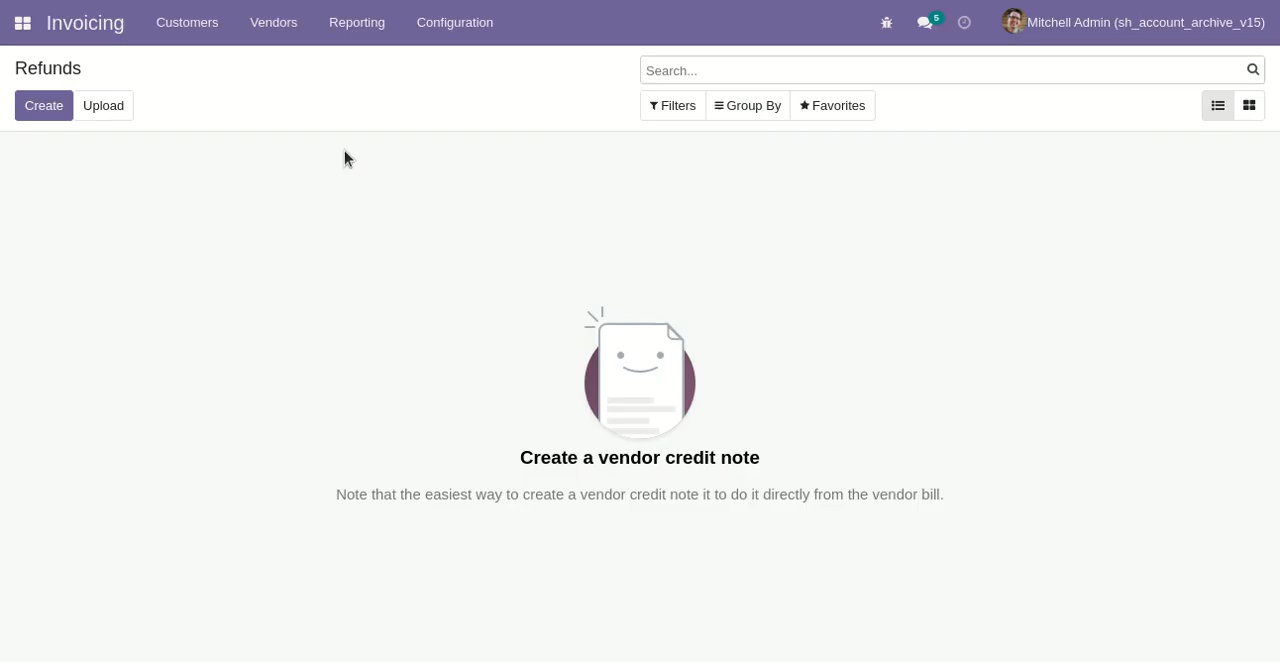 Invoicing Customers Vendors Reporting Configuration 5 Mitchell Admin (sh_account_archive_v15)
Refunds
Search...
Create Upload
Filters Group By Favorites
Create a vendor credit note
Note that the easiest way to create a vendor credit note it to do it directly from the vendor bill.